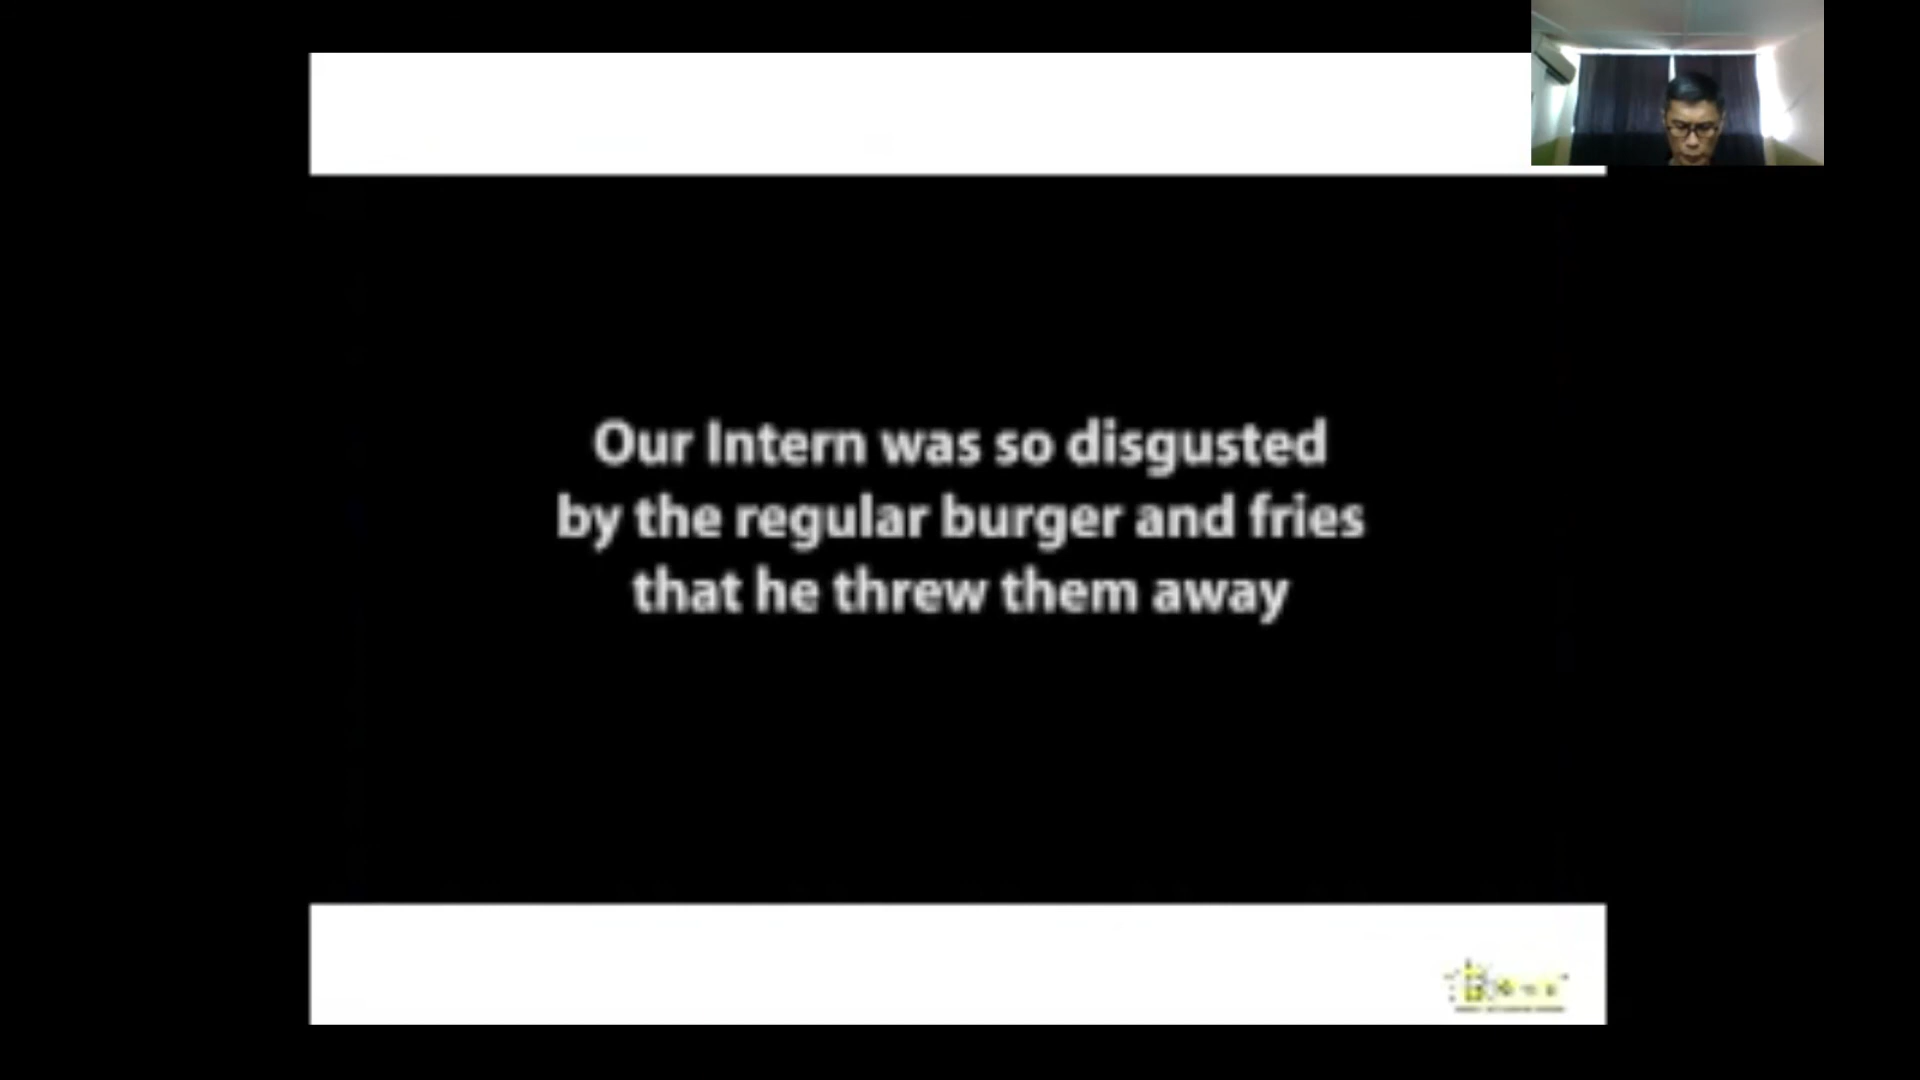 Our Intern was so disgusted
by the regular burger and fries
that he threw them away